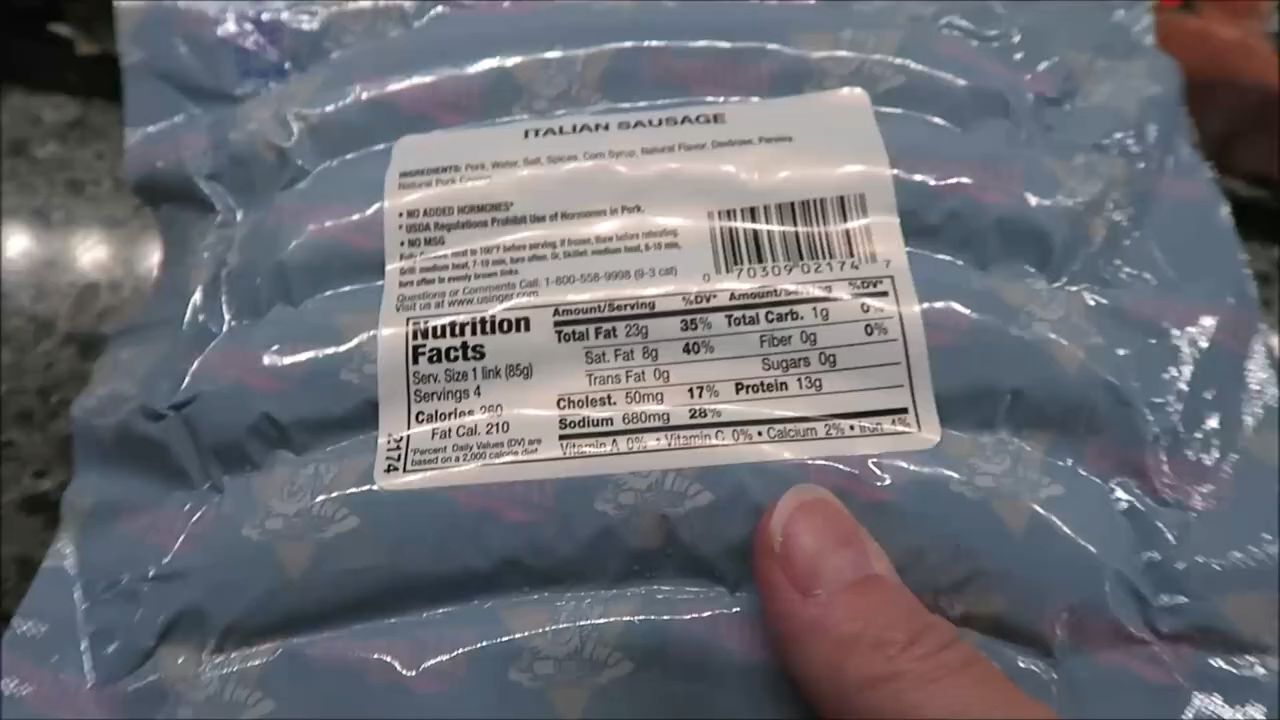 ITALIAN SAUSAGE
INGREDIENTS: Pork, Water, Salt, Spices, Corn Syrup, Natural Flavor, Dextrose,
Natural Pork
• NO ADDED HORMONES*
* USDA Regulations Prohibit Use of Hormones in Pork.
• NO MSG
heat to 100°F before serving. If frozen, thaw before reheating.
Grill medium heat, 7-10 min, turn often. Or, Skillet: medium heat, 8-15 min,
turn often to evenly brown links.
Questions or Comments Call: 1-800-558-9998 (9-3 cst)
Visit us at www.usinger.com
0 70309 02174 7
Nutrition
Facts
Serv. Size 1 link (85g)
Servings 4
Calories 260
Fat Cal. 210
*Percent Daily Values (DV) are
based on a 2,000 calorie diet
Amount/Serving %DV* Amount/Serving %DV*
Total Fat 23g 35% Total Carb. 1g 0%
Sat. Fat 8g 40% Fiber 0g 0%
Trans Fat 0g Sugars 0g
Cholest. 50mg 17% Protein 13g
Sodium 680mg 28%
Vitamin A 0% • Vitamin C 0% • Calcium 2% • Iron 4%
02174